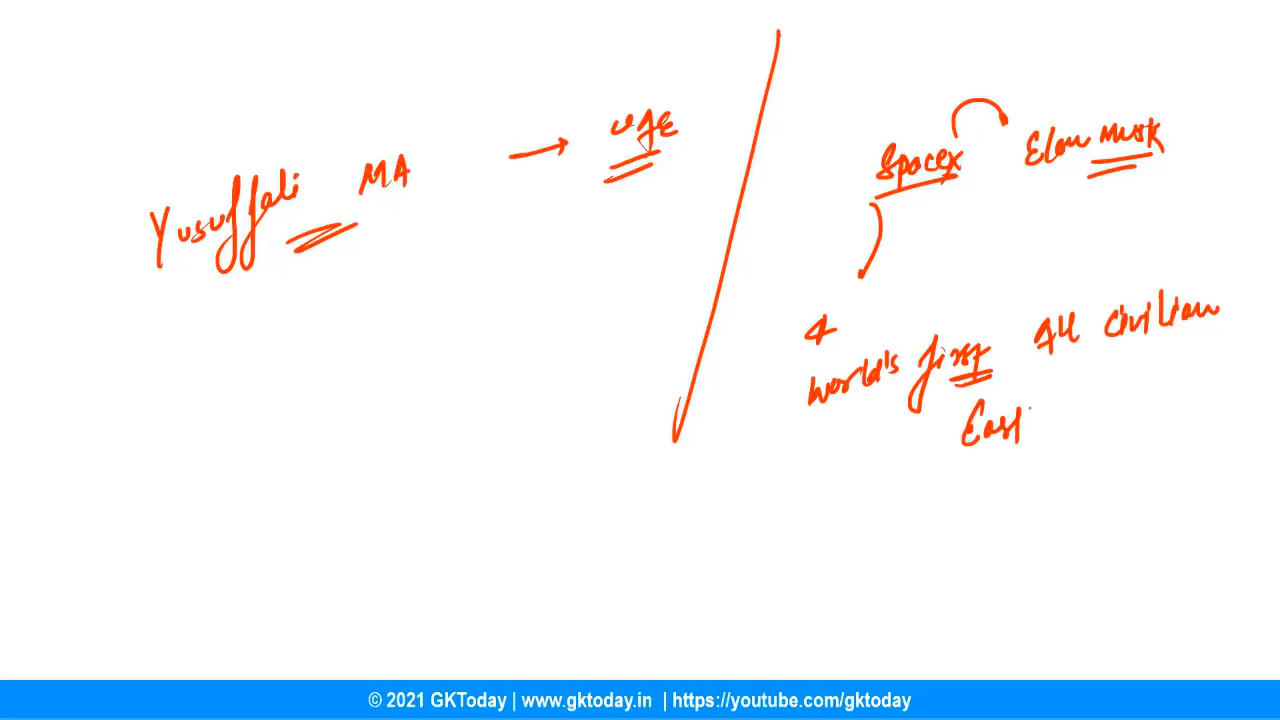 Yusuffali MA → UAE
SpaceX Elon Musk
4
World's first All Civilian
East
© 2021 GKToday | www.gktoday.in | https://youtube.com/gktoday